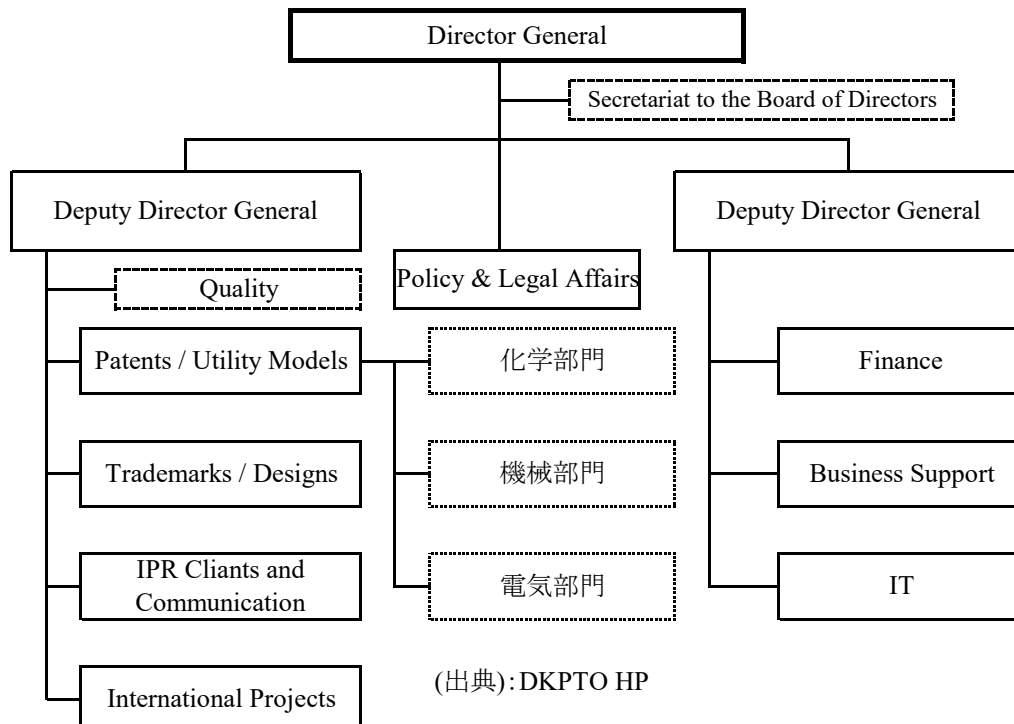 Director General
Secretariat to the Board of Directors
Deputy Director General
Deputy Director General
Policy & Legal Affairs
Quality
Patents / Utility Models
化学部門
Finance
Trademarks / Designs
機械部門
Business Support
IPR Cliants and
Communication
電気部門
IT
International Projects
(出典):DKPTO HP